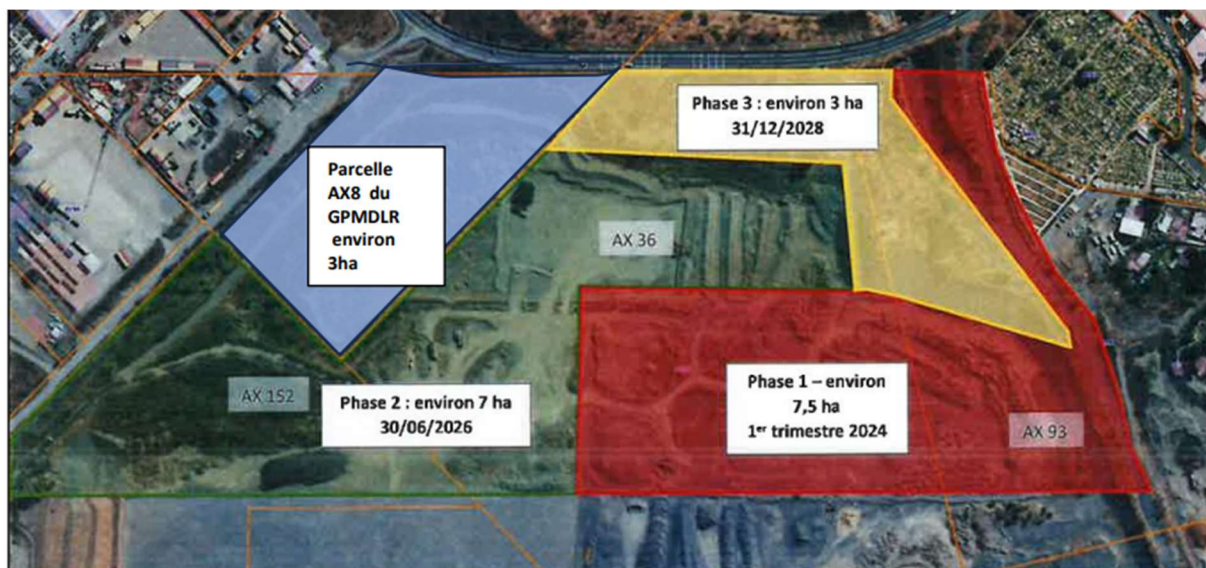 Phase 3 : environ 3 ha
31/12/2028
Parcelle
AX8 du
GPMDLR
environ
3ha
AX 36
AX 152
Phase 2 : environ 7 ha
30/06/2026
Phase 1 – environ
7,5 ha
1er trimestre 2024
AX 93